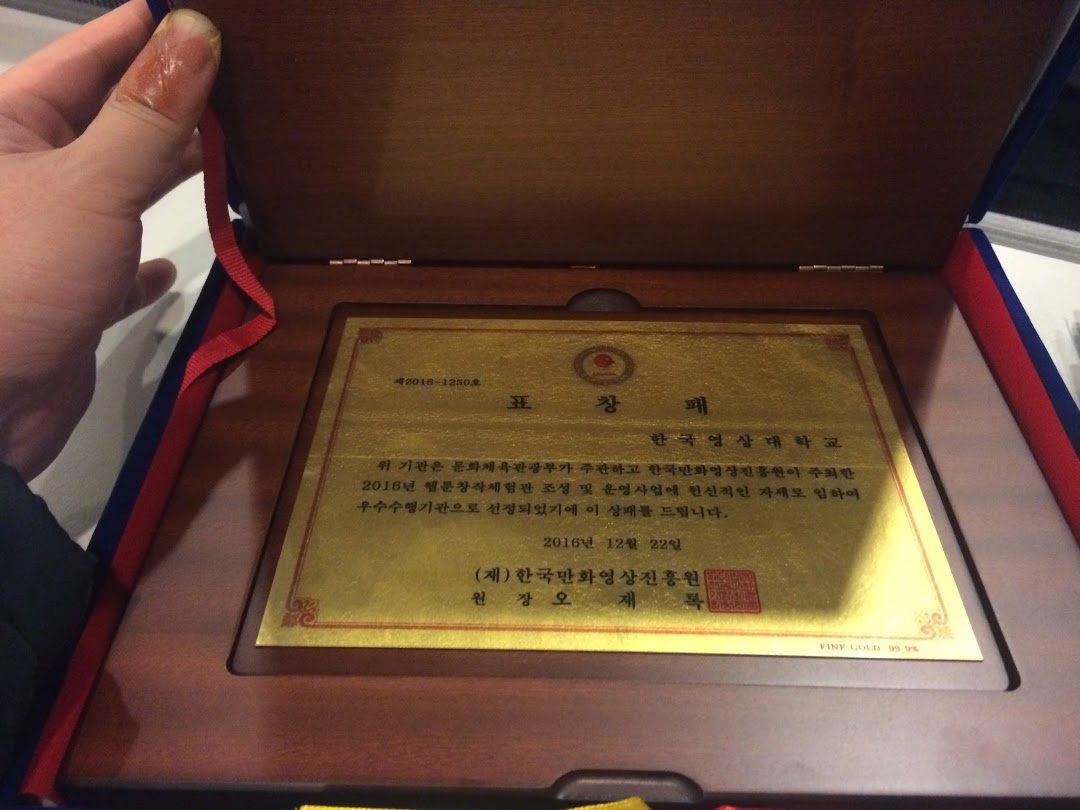 제2016-1250호
표 창 패
한국영상대학교
위 기관은 문화체육관광부가 주관하고 한국만화영상진흥원이 주최한
2016년 웹툰창작체험관 조성 및 운영사업에 헌신적인 자세로 임하여
우수수행기관으로 선정되었기에 이 상패를 드립니다.
2016년 12월 22일
(재)한국만화영상진흥원
원 장 오 재 록
FINE GOLD 99.9%